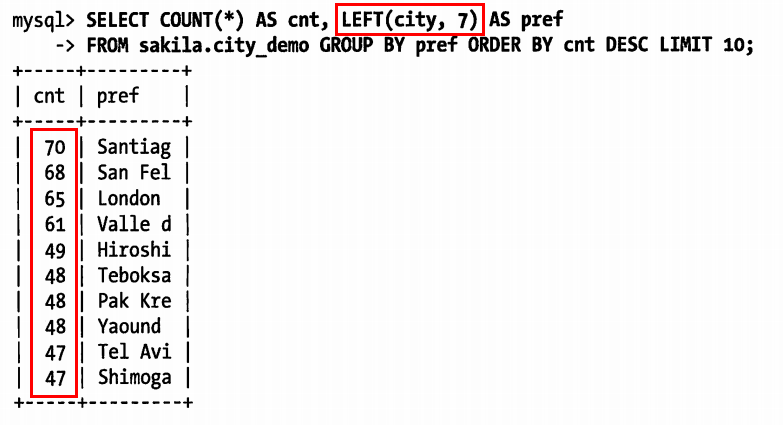 mysql> SELECT COUNT(*) AS cnt, LEFT(city, 7) AS pref
    -> FROM sakila.city_demo GROUP BY pref ORDER BY cnt DESC LIMIT 10;
+-----+---------+
| cnt | pref    |
+-----+---------+
|  70 | Santiag |
|  68 | San Fel |
|  65 | London  |
|  61 | Valle d |
|  49 | Hiroshi |
|  48 | Teboksa |
|  48 | Pak Kre |
|  48 | Yaound  |
|  47 | Tel Avi |
|  47 | Shimoga |
+-----+---------+